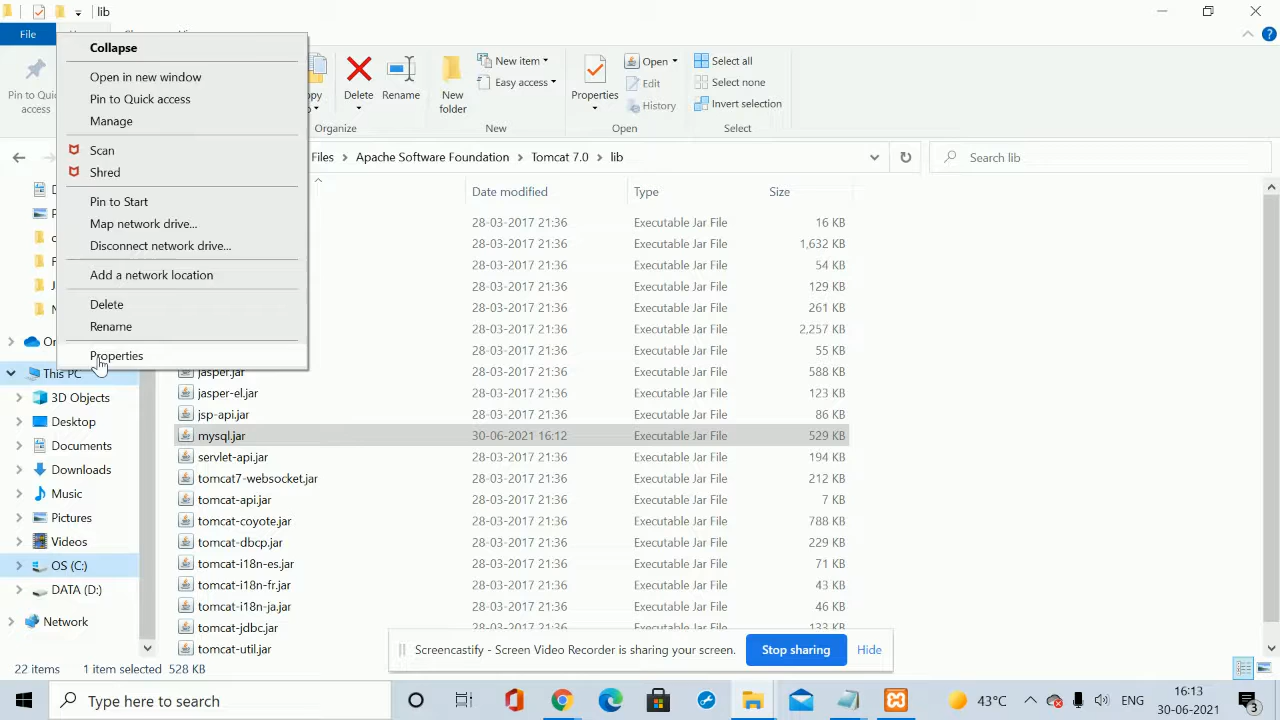 lib
File
Collapse
Open in new window
Pin to Quick access
Manage
Scan
Shred
Pin to Start
Map network drive...
Disconnect network drive...
Add a network location
Delete
Rename
Properties
Pin to Quick
access
Delete
Rename
Organize
New
folder
New item
Easy access
New
Properties
Open
Edit
History
Open
Select all
Select none
Invert selection
Select
Files > Apache Software Foundation > Tomcat 7.0 > lib
Search lib
Date modified Type Size
28-03-2017 21:36 Executable Jar File 16 KB
28-03-2017 21:36 Executable Jar File 1,632 KB
28-03-2017 21:36 Executable Jar File 54 KB
28-03-2017 21:36 Executable Jar File 129 KB
28-03-2017 21:36 Executable Jar File 261 KB
28-03-2017 21:36 Executable Jar File 2,257 KB
28-03-2017 21:36 Executable Jar File 55 KB
jasper.jar 28-03-2017 21:36 Executable Jar File 588 KB
jasper-el.jar 28-03-2017 21:36 Executable Jar File 123 KB
jsp-api.jar 28-03-2017 21:36 Executable Jar File 86 KB
mysql.jar 30-06-2021 16:12 Executable Jar File 529 KB
servlet-api.jar 28-03-2017 21:36 Executable Jar File 194 KB
tomcat7-websocket.jar 28-03-2017 21:36 Executable Jar File 212 KB
tomcat-api.jar 28-03-2017 21:36 Executable Jar File 7 KB
tomcat-coyote.jar 28-03-2017 21:36 Executable Jar File 788 KB
tomcat-dbcp.jar 28-03-2017 21:36 Executable Jar File 229 KB
tomcat-i18n-es.jar 28-03-2017 21:36 Executable Jar File 71 KB
tomcat-i18n-fr.jar 28-03-2017 21:36 Executable Jar File 43 KB
tomcat-i18n-ja.jar 28-03-2017 21:36 Executable Jar File 46 KB
tomcat-jdbc.jar 28-03-2017 21:36 Executable Jar File 133 KB
tomcat-util.jar
This PC
3D Objects
Desktop
Documents
Downloads
Music
Pictures
Videos
OS (C:)
DATA (D:)
Network
Screencastify - Screen Video Recorder is sharing your screen. Stop sharing Hide
22 items 1 item selected 528 KB
Type here to search
43°C
ENG
16:13
30-06-2021
3